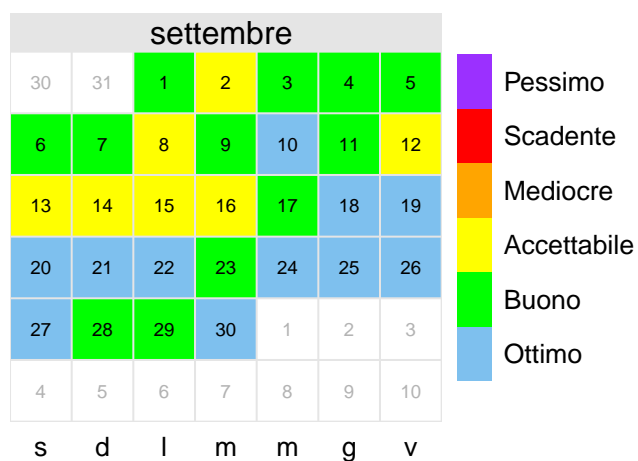 settembre
30 31 1 2 3 4 5
6 7 8 9 10 11 12
13 14 15 16 17 18 19
20 21 22 23 24 25 26
27 28 29 30 1 2 3
4 5 6 7 8 9 10
s d l m m g v
Pessimo
Scadente
Mediocre
Accettabile
Buono
Ottimo